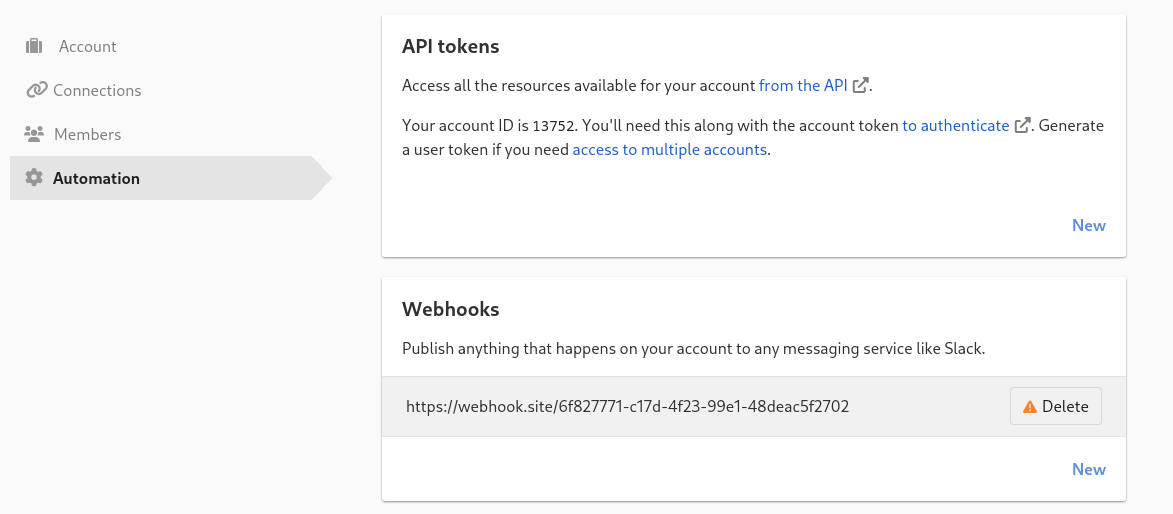 Account
Connections
Members
Automation
API tokens
Access all the resources available for your account from the API.
Your account ID is 13752. You'll need this along with the account token to authenticate. Generate
a user token if you need access to multiple accounts.
New
Webhooks
Publish anything that happens on your account to any messaging service like Slack.
https://webhook.site/6f827771-c17d-4f23-99e1-48deac5f2702
Delete
New